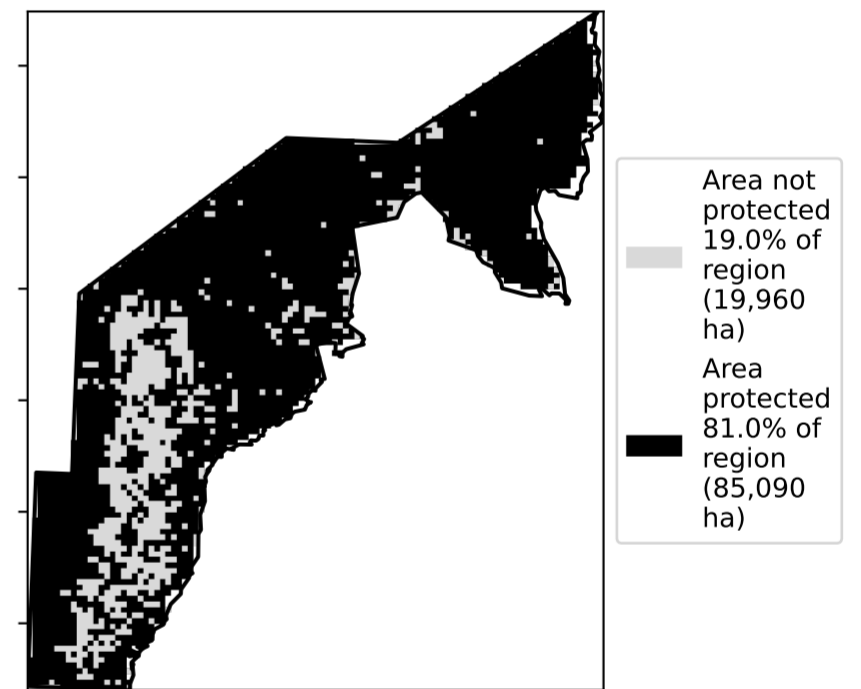 Area not
protected
19.0% of
region
(19,960
ha)
Area
protected
81.0% of
region
(85,090
ha)